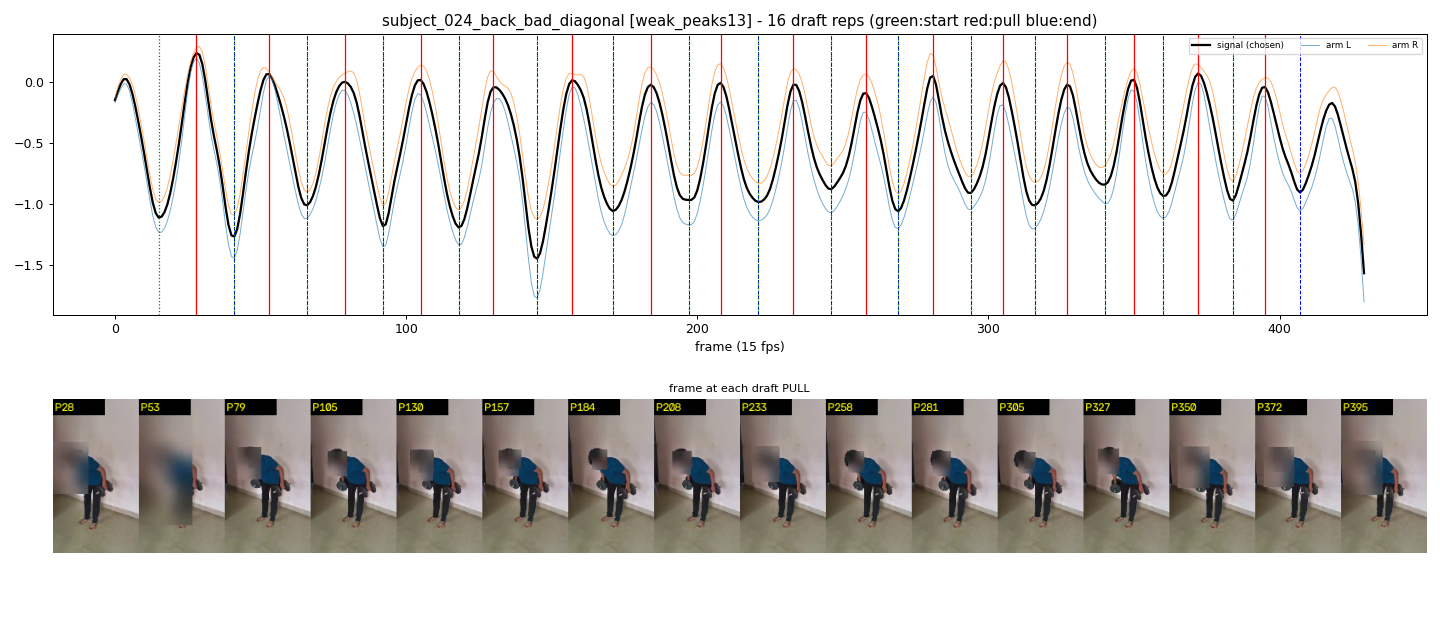 subject_024_back_bad_diagonal [weak_peaks13] - 16 draft reps (green:start red:pull blue:end)
signal (chosen) arm L arm R
0.0
−0.5
−1.0
−1.5
0 100 200 300 400
frame (15 fps)
frame at each draft PULL
P28 P53 P79 P105 P130 P157 P184 P208 P233 P258 P281 P305 P327 P350 P372 P395